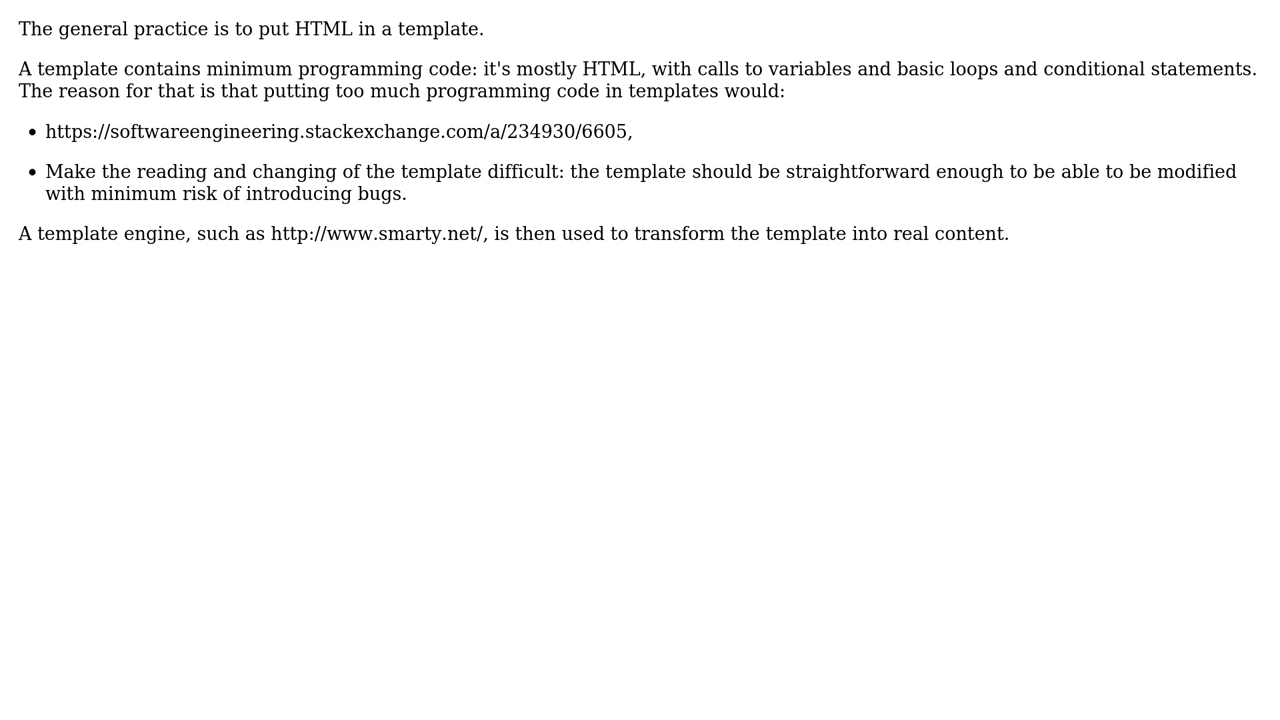 The general practice is to put HTML in a template.
A template contains minimum programming code: it's mostly HTML, with calls to variables and basic loops and conditional statements.
The reason for that is that putting too much programming code in templates would:
• https://softwareengineering.stackexchange.com/a/234930/6605,
• Make the reading and changing of the template difficult: the template should be straightforward enough to be able to be modified
with minimum risk of introducing bugs.
A template engine, such as http://www.smarty.net/, is then used to transform the template into real content.